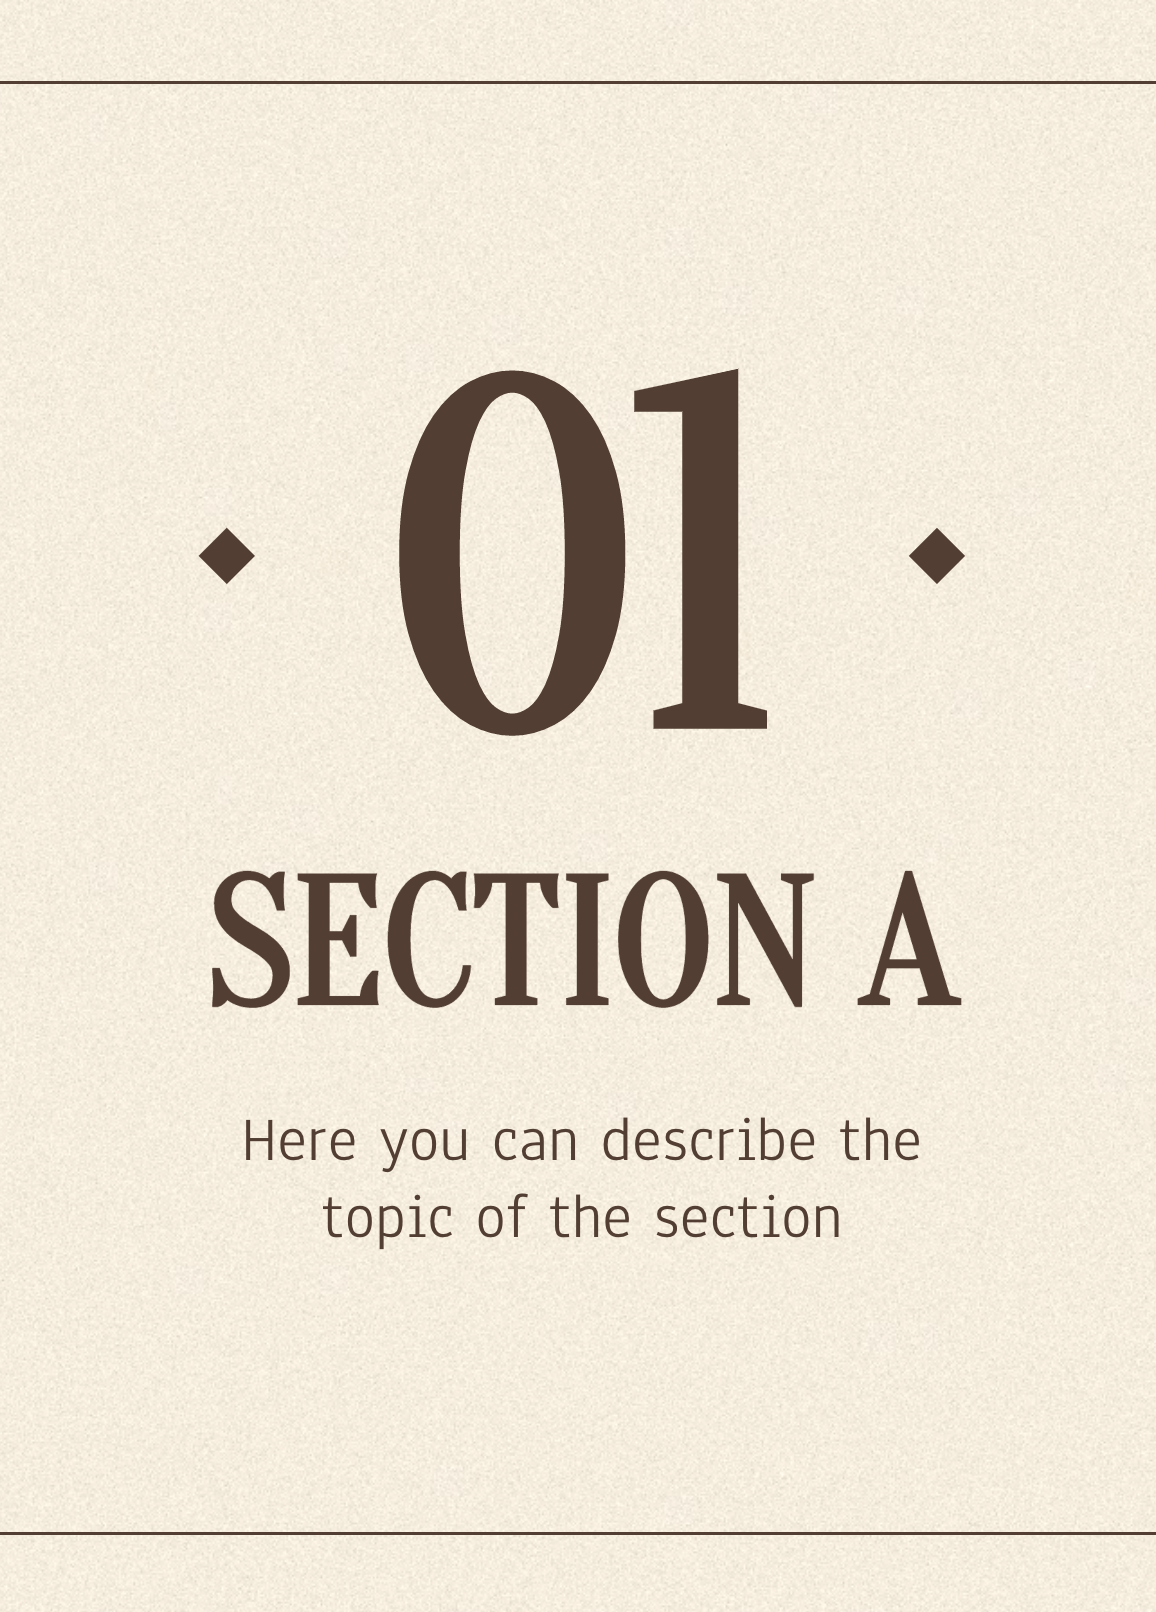 01
SECTION A
Here you can describe the
topic of the section